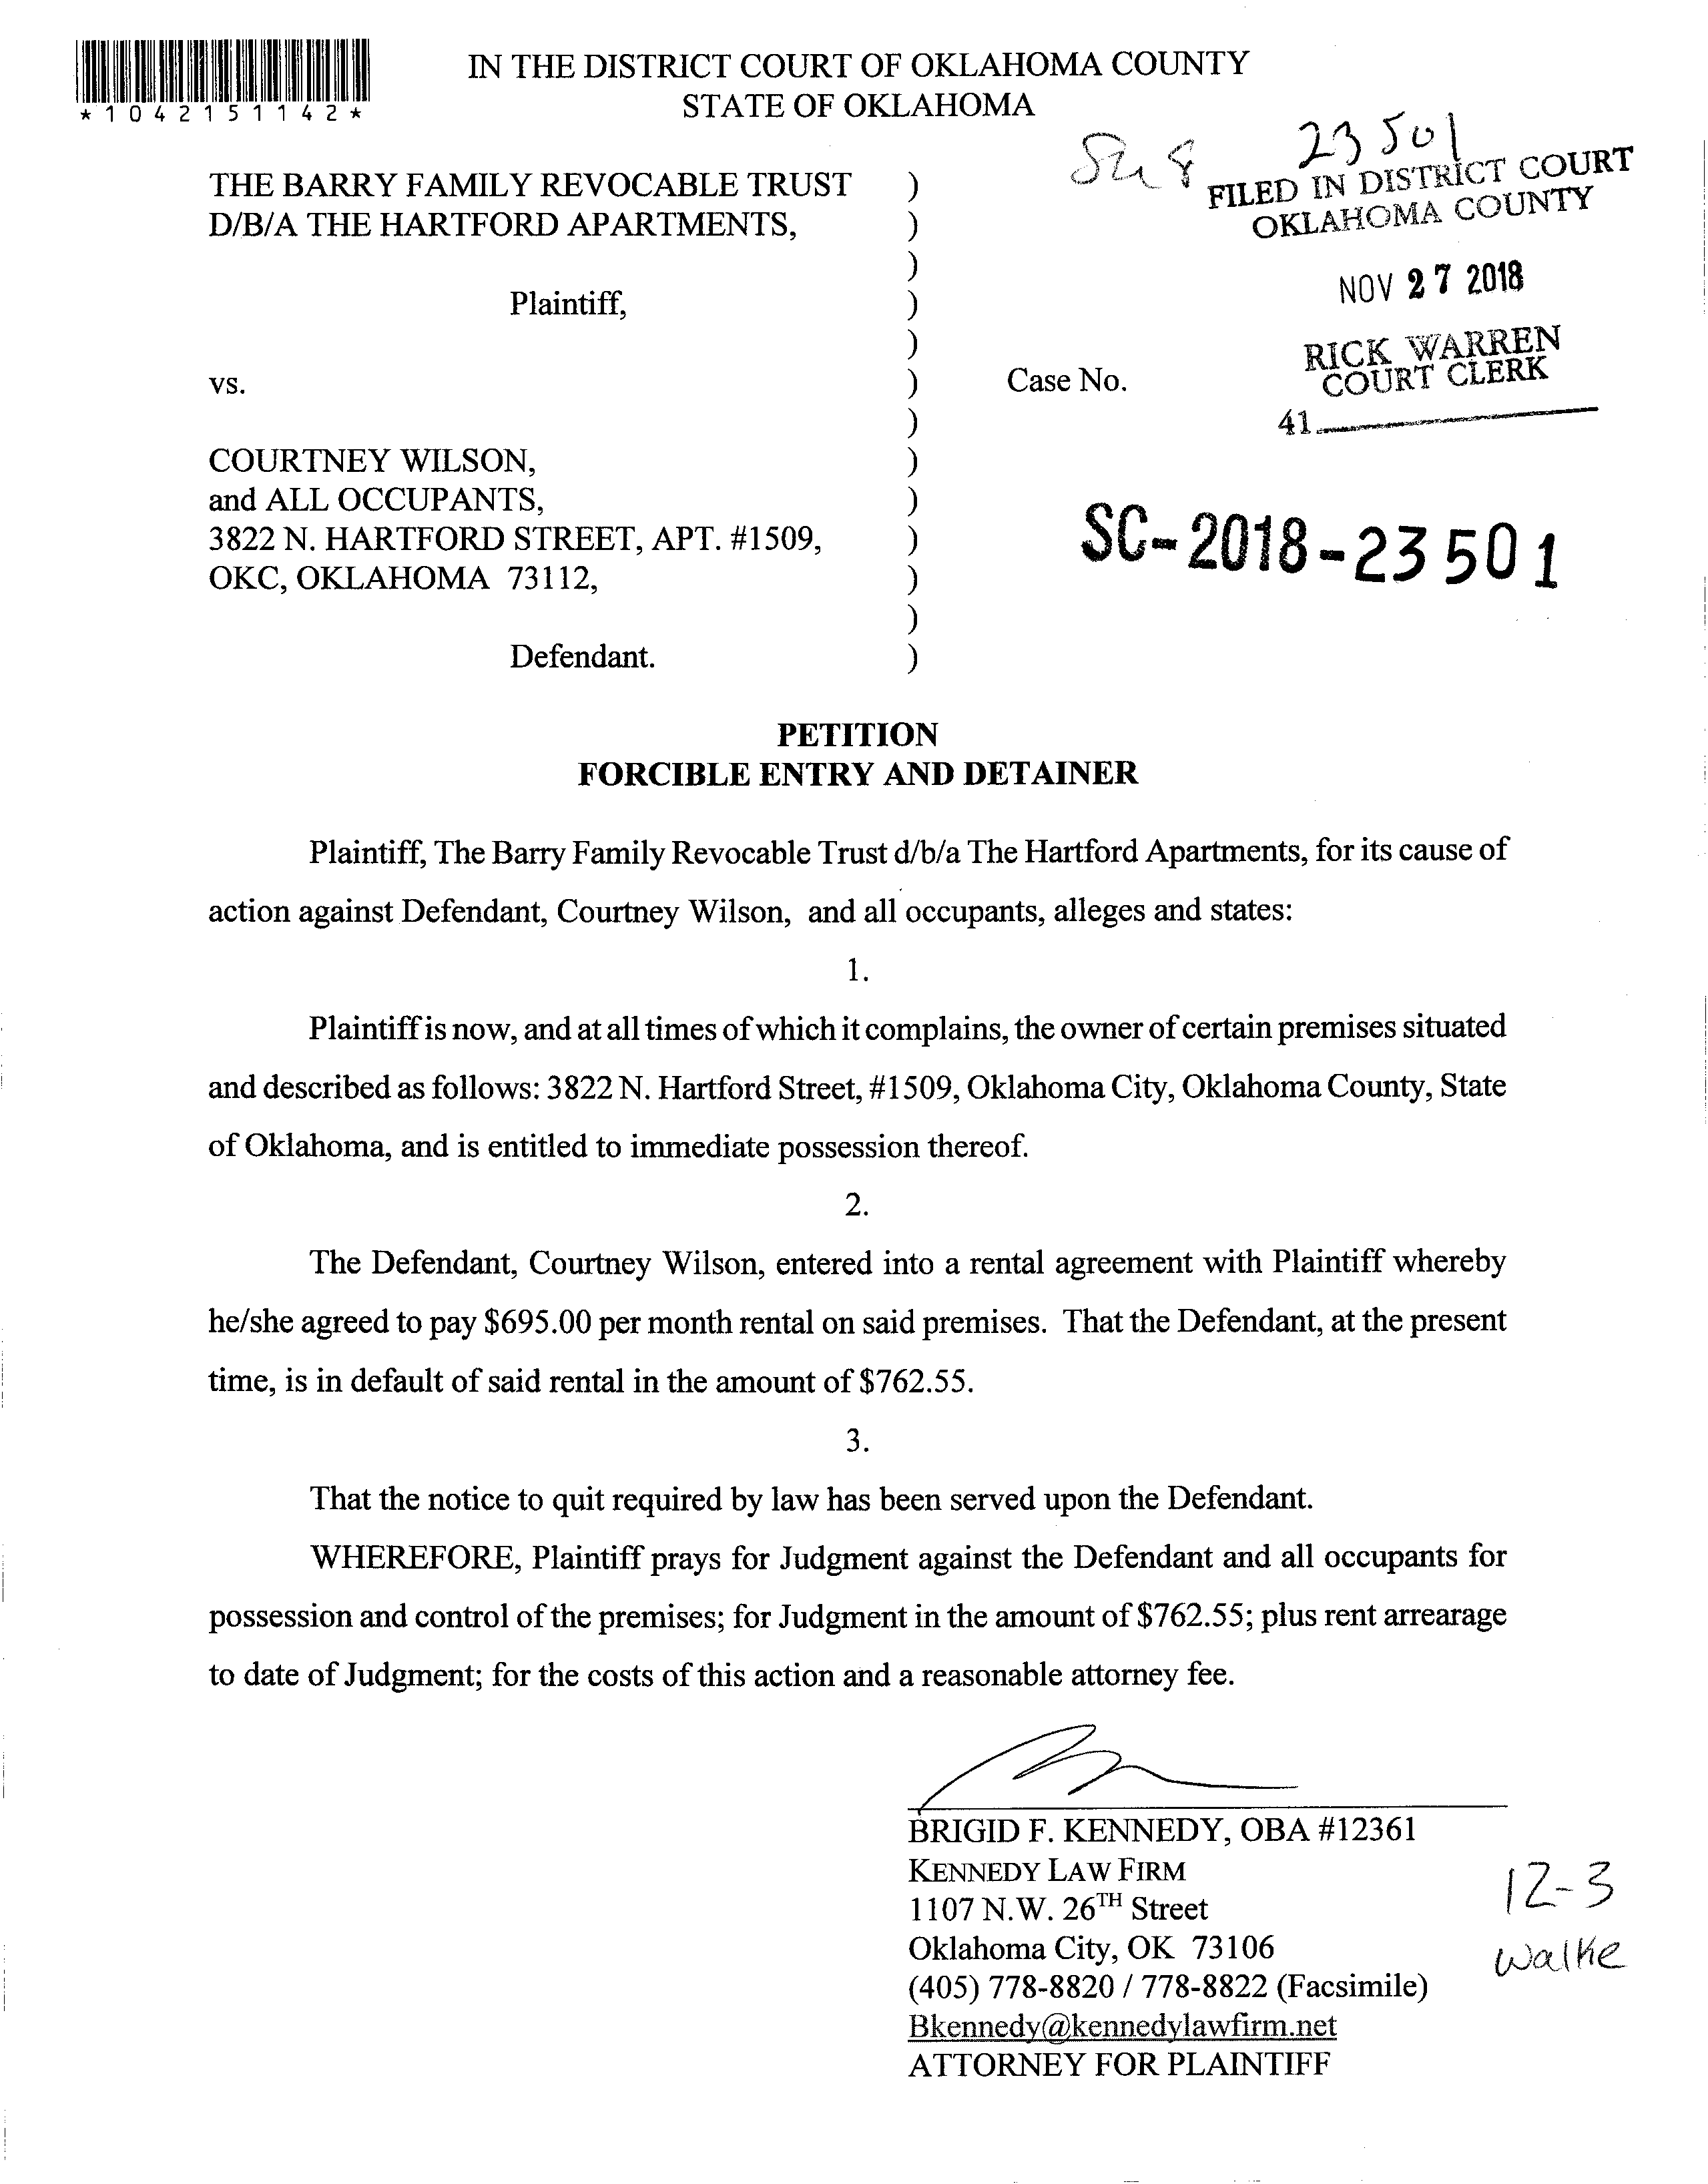 *1042151142*
IN THE DISTRICT COURT OF OKLAHOMA COUNTY
STATE OF OKLAHOMA
23501
FILED IN DISTRICT COURT
OKLAHOMA COUNTY
NOV 27 2018
RICK WARREN
COURT CLERK
41
THE BARRY FAMILY REVOCABLE TRUST )
D/B/A THE HARTFORD APARTMENTS, )
)
Plaintiff, )
)
vs. ) Case No.
)
COURTNEY WILSON, )
and ALL OCCUPANTS, )
3822 N. HARTFORD STREET, APT. #1509, ) SC-2018-23501
OKC, OKLAHOMA 73112, )
)
Defendant. )
PETITION
FORCIBLE ENTRY AND DETAINER
Plaintiff, The Barry Family Revocable Trust d/b/a The Hartford Apartments, for its cause of
action against Defendant, Courtney Wilson, and all occupants, alleges and states:
1.
Plaintiff is now, and at all times of which it complains, the owner of certain premises situated
and described as follows: 3822 N. Hartford Street, #1509, Oklahoma City, Oklahoma County, State
of Oklahoma, and is entitled to immediate possession thereof.
2.
The Defendant, Courtney Wilson, entered into a rental agreement with Plaintiff whereby
he/she agreed to pay $695.00 per month rental on said premises. That the Defendant, at the present
time, is in default of said rental in the amount of $762.55.
3.
That the notice to quit required by law has been served upon the Defendant.
WHEREFORE, Plaintiff prays for Judgment against the Defendant and all occupants for
possession and control of the premises; for Judgment in the amount of $762.55; plus rent arrearage
to date of Judgment; for the costs of this action and a reasonable attorney fee.
BRIGID F. KENNEDY, OBA #12361
KENNEDY LAW FIRM
1107 N.W. 26TH Street
Oklahoma City, OK 73106
(405) 778-8820 / 778-8822 (Facsimile)
Bkennedy@kennedylawfirm.net
ATTORNEY FOR PLAINTIFF
12-3
Walke